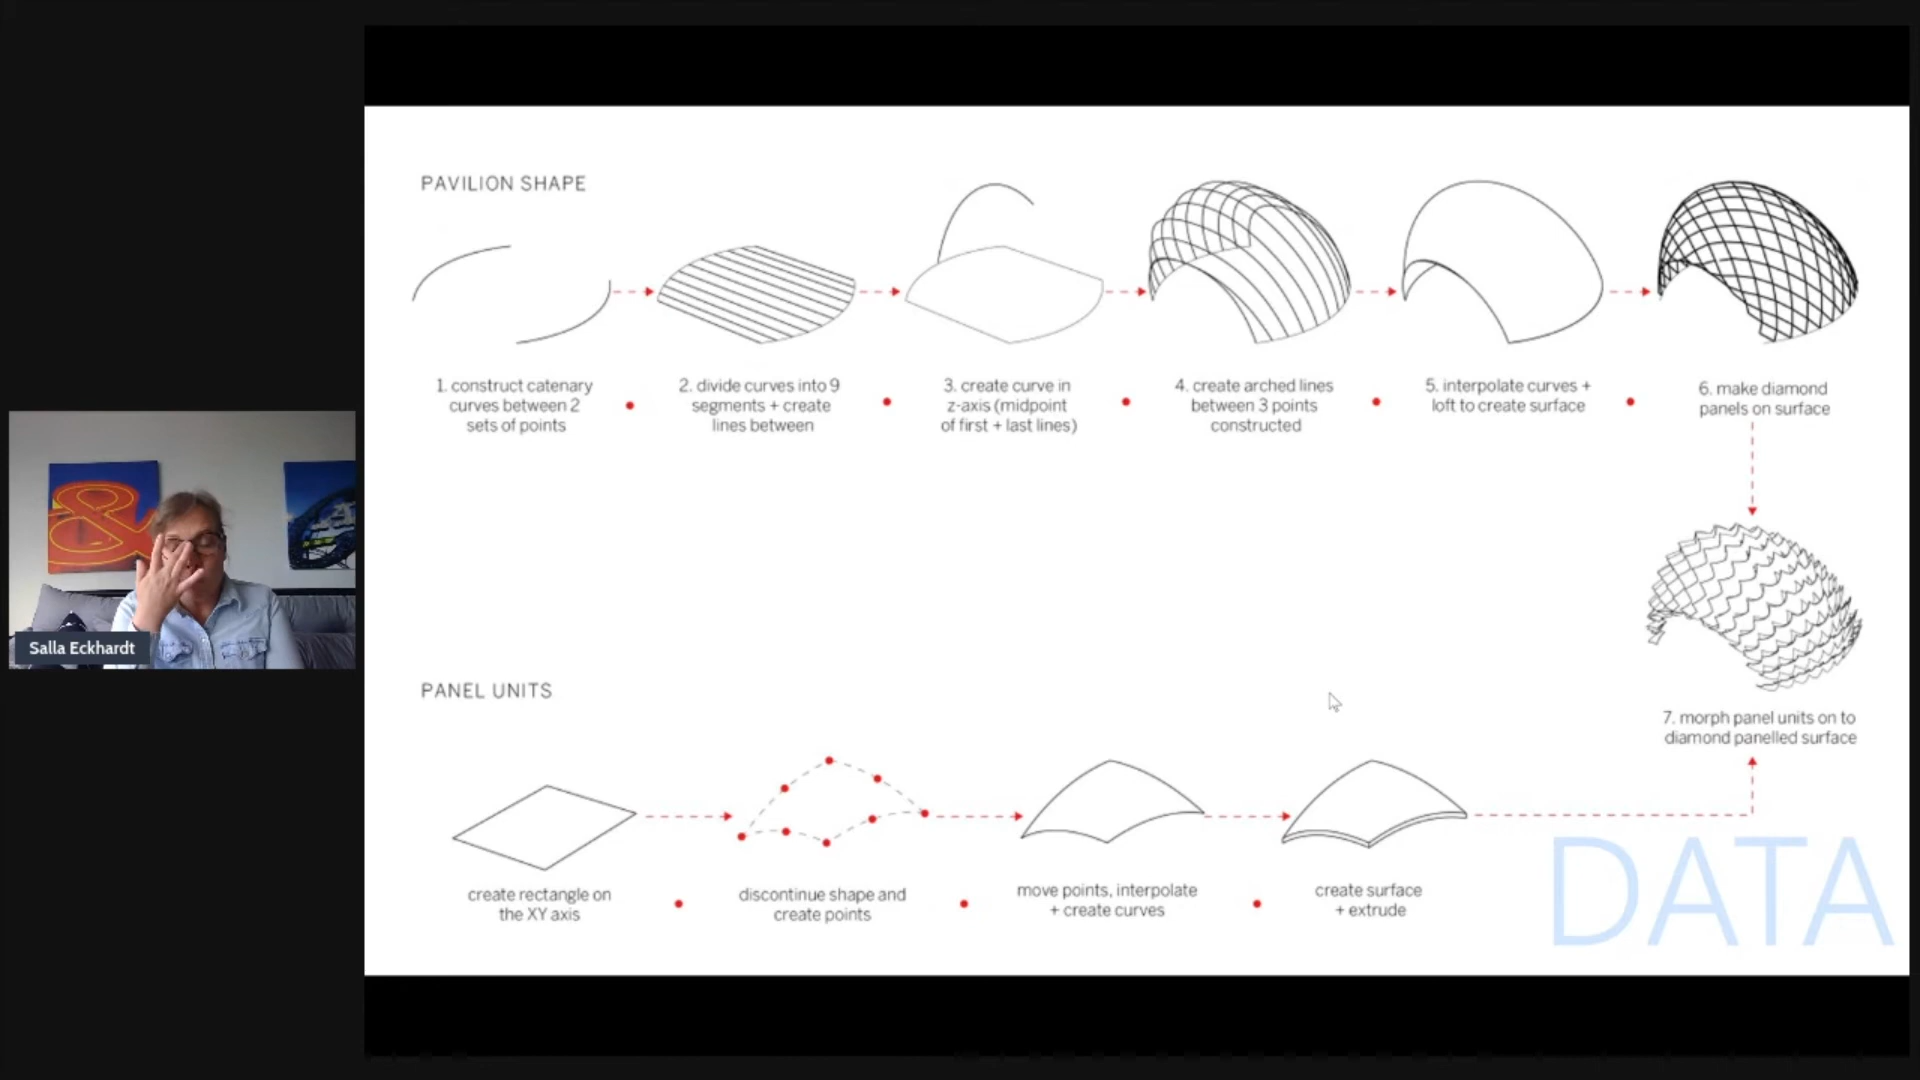 PAVILION SHAPE
1. construct catenary
curves between 2
sets of points
2. divide curves into 9
segments + create
lines between
3. create curve in
z-axis (midpoint
of first + last lines)
4. create arched lines
between 3 points
constructed
5. interpolate curves +
loft to create surface
6. make diamond
panels on surface
&
Salla Eckhardt
7. morph panel units on to
diamond panelled surface
PANEL UNITS
create rectangle on
the XY axis
discontinue shape and
create points
move points, interpolate
+ create curves
create surface
+ extrude
DATA